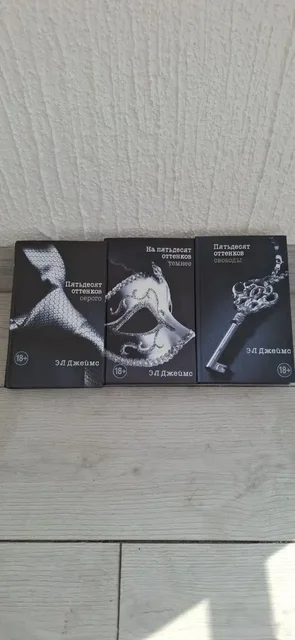 Пятьдесят
оттенков
серого
18+
ЭЛ Джеймс
На пятьдесят
оттенков
темнее
ЭЛ Джеймс
18+
Пятьдесят
оттенков
свободы
ЭЛ Джеймс
18+